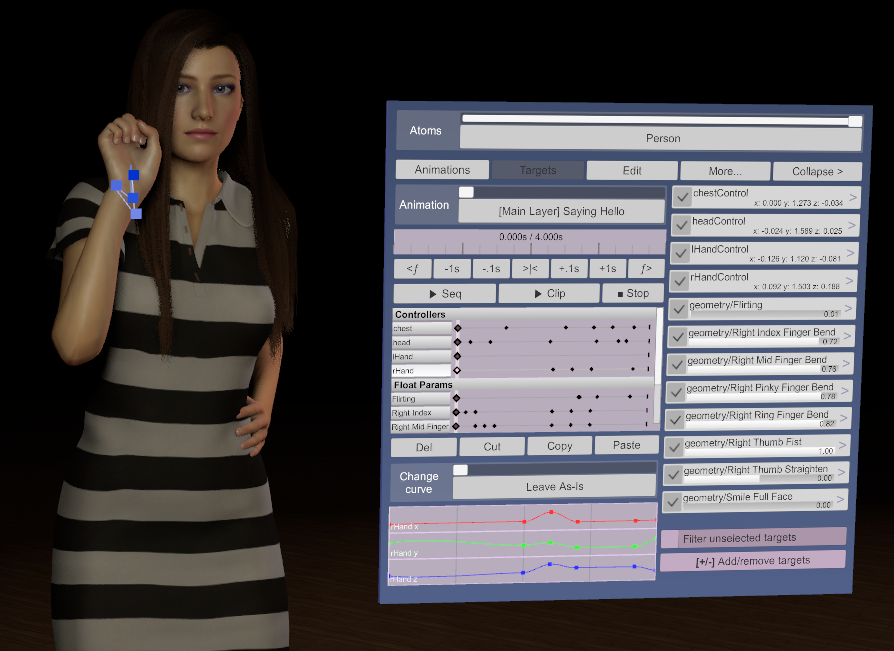 Atoms
Person
Animations Targets Edit More... Collapse >
Animation
[Main Layer] Saying Hello
0.000s / 4.000s
<ƒ -1s -.1s >|< +.1s +1s ƒ>
▶ Seq ▶ Clip ■ Stop
Controllers
chest
head
lHand
rHand
Float Params
Flirting
Right Index
Right Mid Finger
Del Cut Copy Paste
Change curve
Leave As-Is
rHand x
rHand y
rHand z
chestControl
x: 0.000 y: 1.273 z: -0.034 >
headControl
x: -0.024 y: 1.589 z: 0.025 >
lHandControl
x: -0.126 y: 1.120 z: -0.081 >
rHandControl
x: 0.092 y: 1.503 z: 0.188 >
geometry/Flirting
0.01 >
geometry/Right Index Finger Bend
0.72 >
geometry/Right Mid Finger Bend
0.76 >
geometry/Right Pinky Finger Bend
0.78 >
geometry/Right Ring Finger Bend
0.82 >
geometry/Right Thumb Fist
1.00 >
geometry/Right Thumb Straighten
0.00 >
geometry/Smile Full Face
0.00 >
Filter unselected targets
[+/-] Add/remove targets